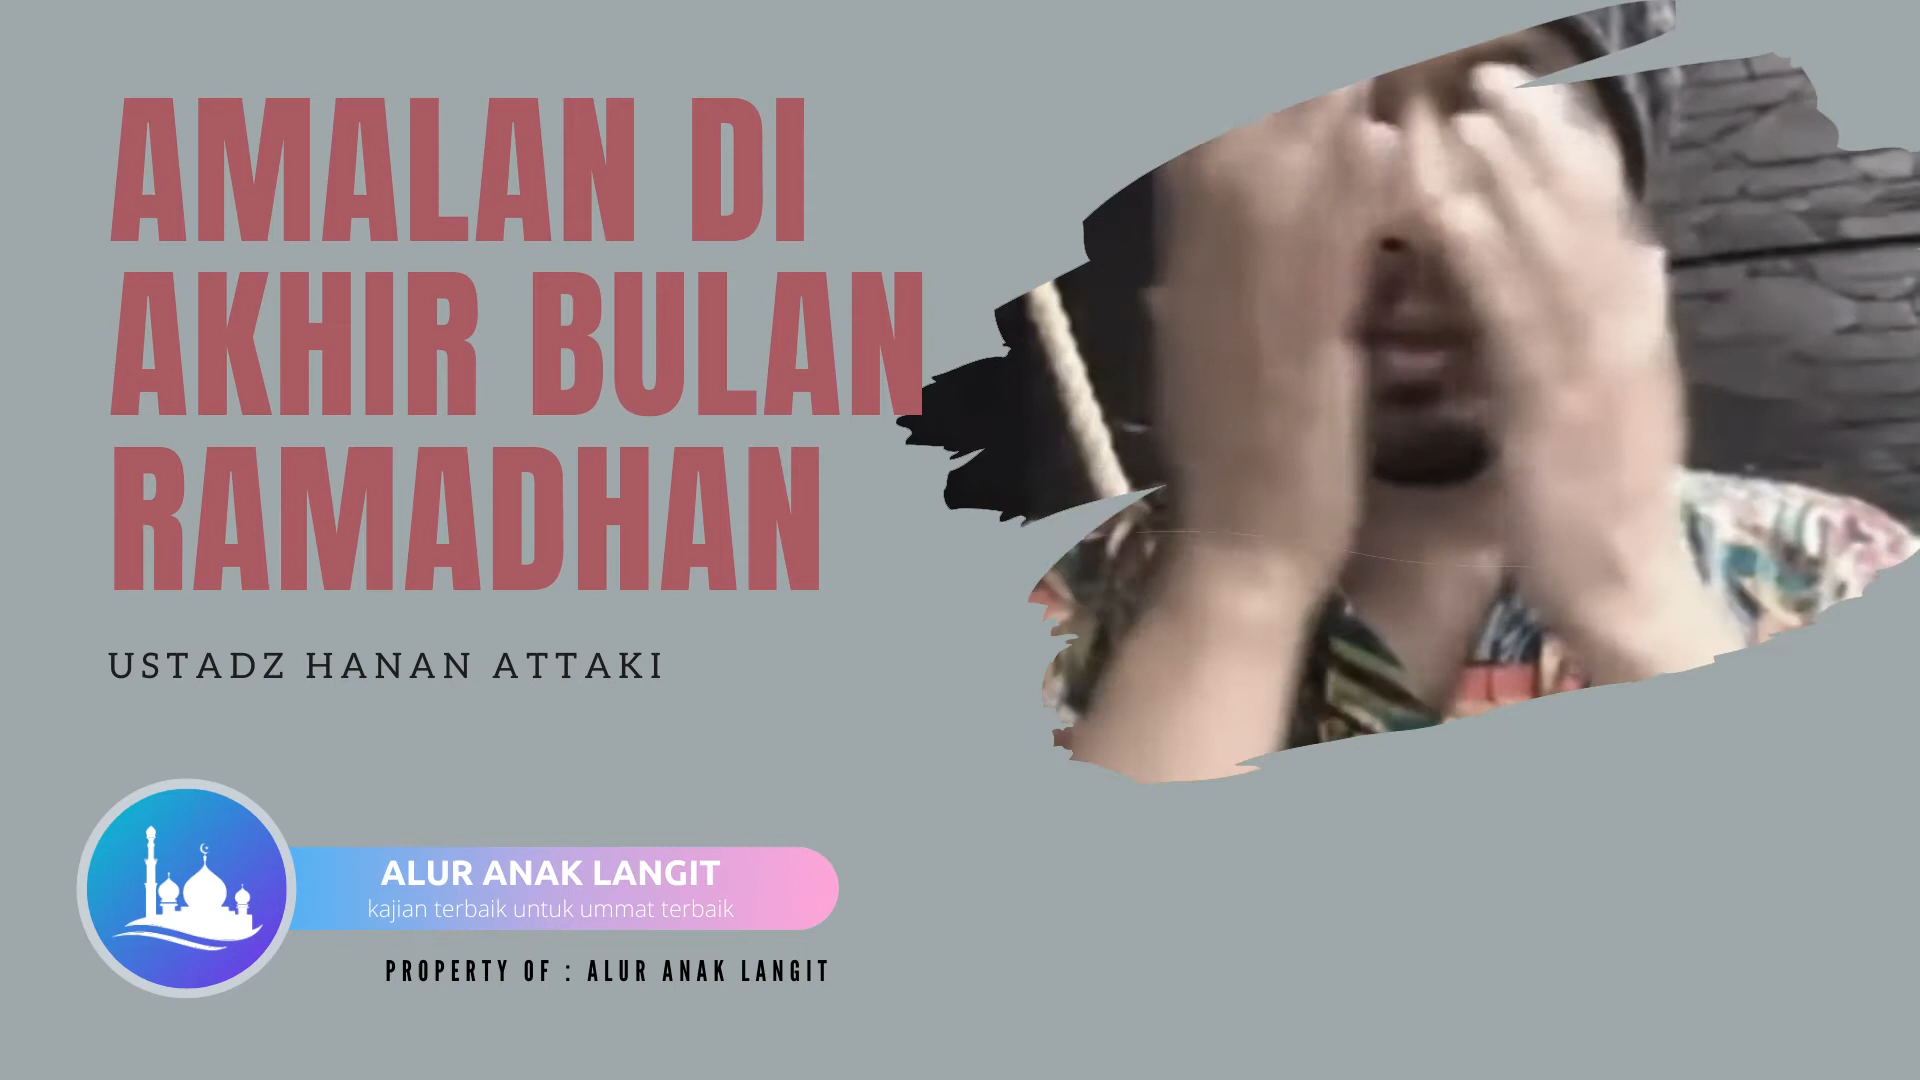 AMALAN DI
AKHIR BULAN
RAMADHAN
USTADZ HANAN ATTAKI
ALUR ANAK LANGIT
kajian terbaik untuk ummat terbaik
PROPERTY OF : ALUR ANAK LANGIT